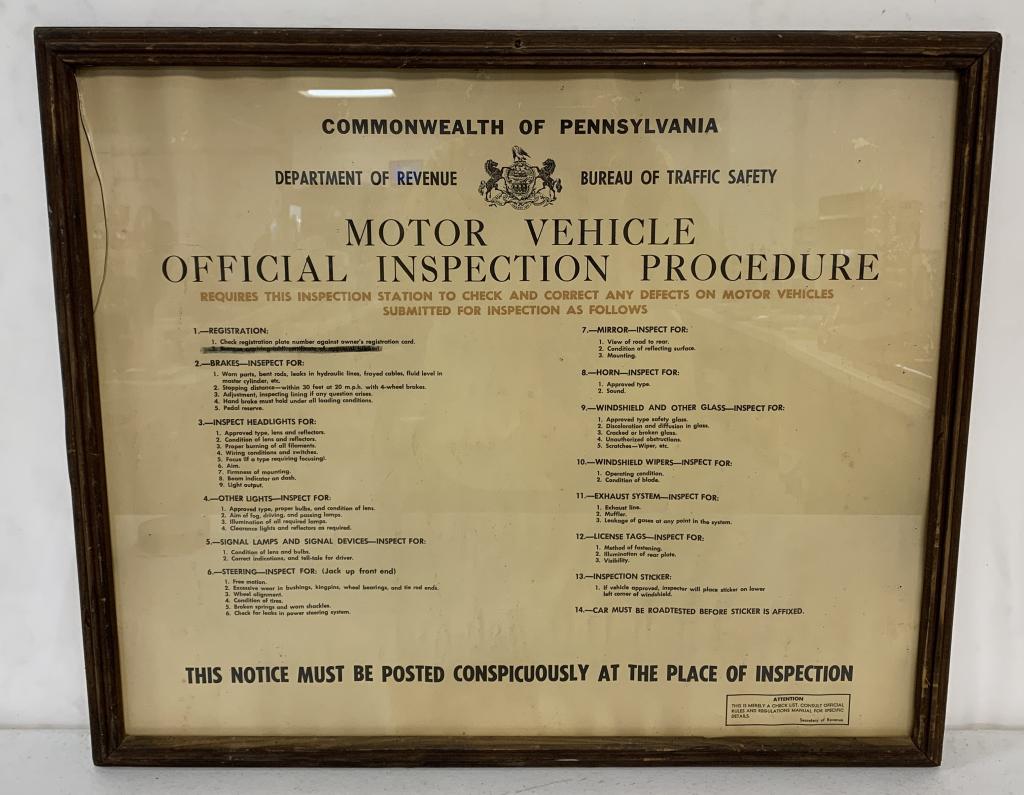 COMMONWEALTH OF PENNSYLVANIA
DEPARTMENT OF REVENUE BUREAU OF TRAFFIC SAFETY
MOTOR VEHICLE
OFFICIAL INSPECTION PROCEDURE
REQUIRES THIS INSPECTION STATION TO CHECK AND CORRECT ANY DEFECTS ON MOTOR VEHICLES
SUBMITTED FOR INSPECTION AS FOLLOWS
1.—REGISTRATION:
1. Check registration plate number against owner's registration card.
2.—BRAKES—INSEPECT FOR:
1. Worn parts, bent rods, leaks in hydraulic lines, frayed cables, fluid level in
master cylinder, etc.
2. Stopping distance—within 30 feet at 20 m.p.h. with 4-wheel brakes.
3. Adjustment, inspecting lining if any question arises.
4. Hand brake must hold under all loading conditions.
5. Pedal reserve.
3.—INSPECT HEADLIGHTS FOR:
1. Approved type, lens and reflectors.
2. Condition of lens and reflectors.
3. Proper burning of all filaments.
4. Wiring conditions and switches.
5. Focus (if a type requiring focusing).
6. Aim.
7. Firmness of mounting.
8. Beam indicator on dash.
9. Light output.
4.—OTHER LIGHTS—INSPECT FOR:
1. Approved type, proper bulbs, and condition of lens.
2. Aim of fog, driving, and passing lamps.
3. Illumination of all required lamps.
4. Clearance lights and reflectors as required.
5.—SIGNAL LAMPS AND SIGNAL DEVICES—INSPECT FOR:
1. Condition of lens and bulbs.
2. Correct indications, and tell-tale for driver.
6.—STEERING—INSPECT FOR: (Jack up front end)
1. Free motion.
2. Excessive wear in bushings, kingpins, wheel bearings, and tie rod ends.
3. Wheel alignment.
4. Condition of tires.
5. Broken springs and worn shackles.
6. Check for leaks in power steering system.
7.—MIRROR—INSPECT FOR:
1. View of road to rear.
2. Condition of reflecting surface.
3. Mounting.
8.—HORN—INSPECT FOR:
1. Approved type.
2. Sound.
9.—WINDSHIELD AND OTHER GLASS—INSPECT FOR:
1. Approved type safety glass.
2. Discoloration and diffusion in glass.
3. Cracked or broken glass.
4. Unauthorized obstructions.
5. Scratches—Wiper, etc.
10.—WINDSHIELD WIPERS—INSPECT FOR:
1. Operating condition.
2. Condition of blade.
11.—EXHAUST SYSTEM—INSPECT FOR:
1. Exhaust line.
2. Muffler.
3. Leakage of gases at any point in the system.
12.—LICENSE TAGS—INSPECT FOR:
1. Method of fastening.
2. Illumination of rear plate.
3. Visibility.
13.—INSPECTION STICKER:
1. If vehicle approved, inspector will place sticker on lower
left corner of windshield.
14.—CAR MUST BE ROADTESTED BEFORE STICKER IS AFFIXED.
THIS NOTICE MUST BE POSTED CONSPICUOUSLY AT THE PLACE OF INSPECTION
ATTENTION
THIS IS MERELY A CHECK LIST. CONSULT OFFICIAL
RULES AND REGULATIONS MANUAL FOR SPECIFIC
DETAILS.
Secretary of Revenue